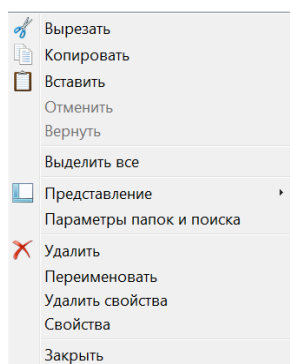 Вырезать
Копировать
Вставить
Отменить
Вернуть
Выделить все
Представление
Параметры папок и поиска
Удалить
Переименовать
Удалить свойства
Свойства
Закрыть